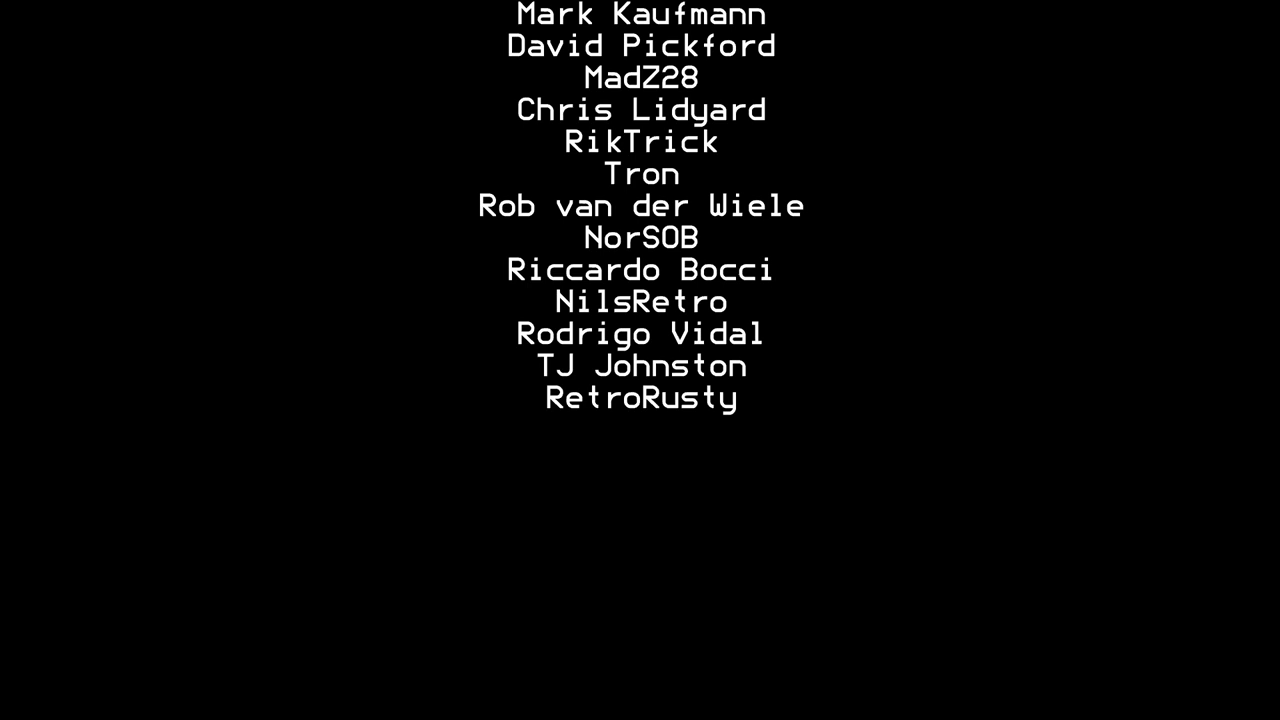 Mark Kaufmann
David Pickford
MadZ28
Chris Lidyard
RikTrick
Tron
Rob van der Wiele
NorSOB
Riccardo Bocci
NilsRetro
Rodrigo Vidal
TJ Johnston
RetroRusty